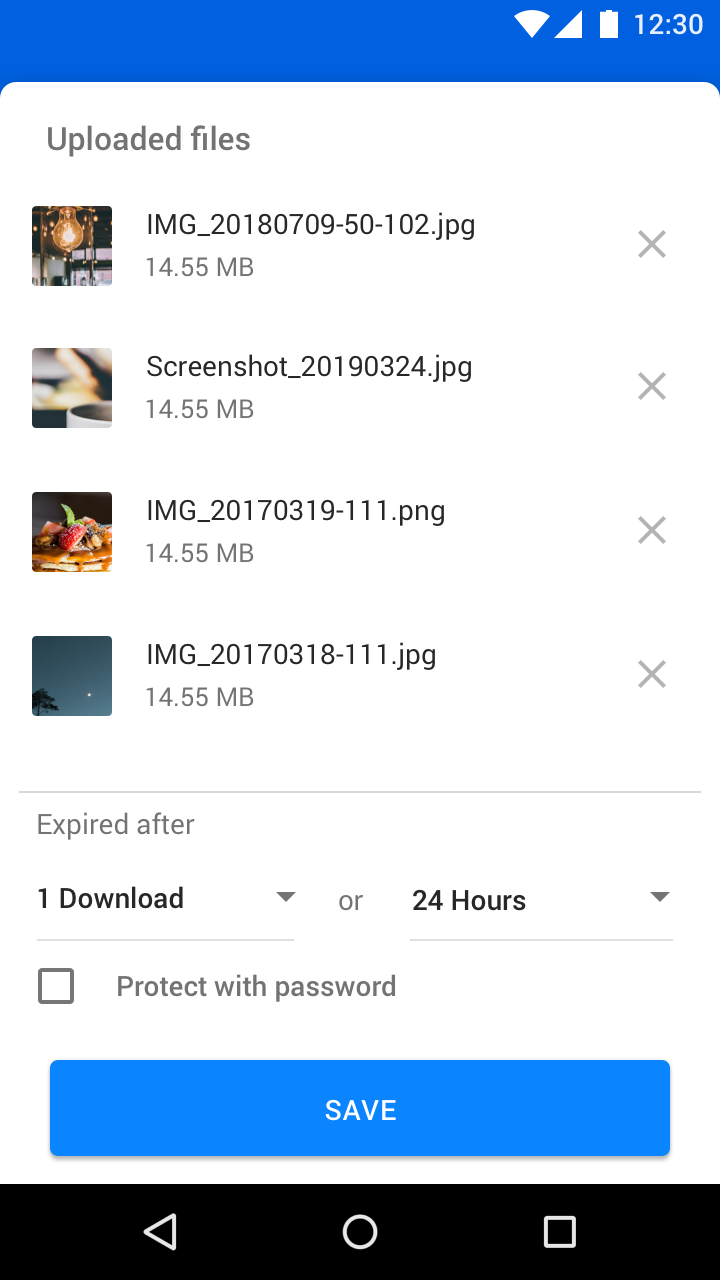 12:30
Uploaded files
IMG_20180709-50-102.jpg
14.55 MB
Screenshot_20190324.jpg
14.55 MB
IMG_20170319-111.png
14.55 MB
IMG_20170318-111.jpg
14.55 MB
Expired after
1 Download or 24 Hours
Protect with password
SAVE